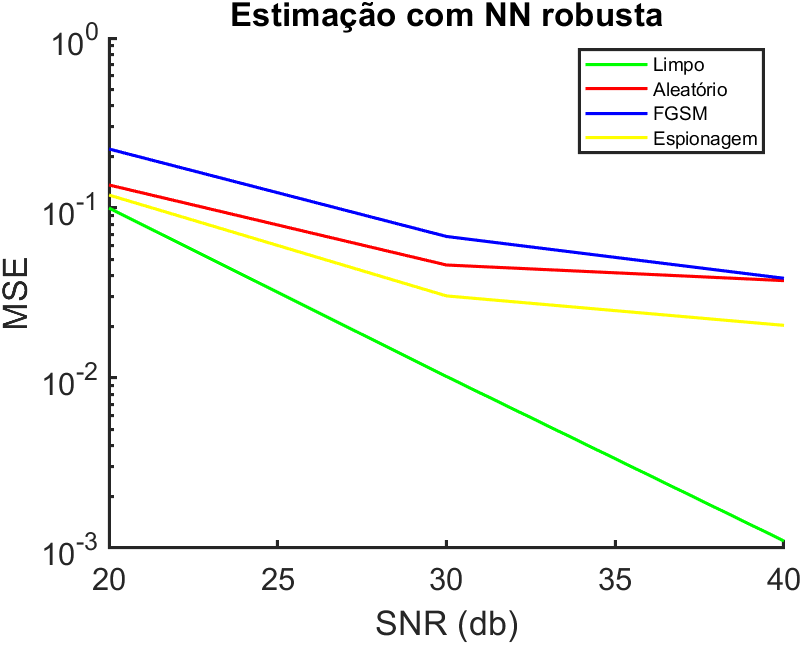 Estimação com NN robusta
Limpo
Aleatório
FGSM
Espionagem
MSE
10^0
10^-1
10^-2
10^-3
20 25 30 35 40
SNR (db)